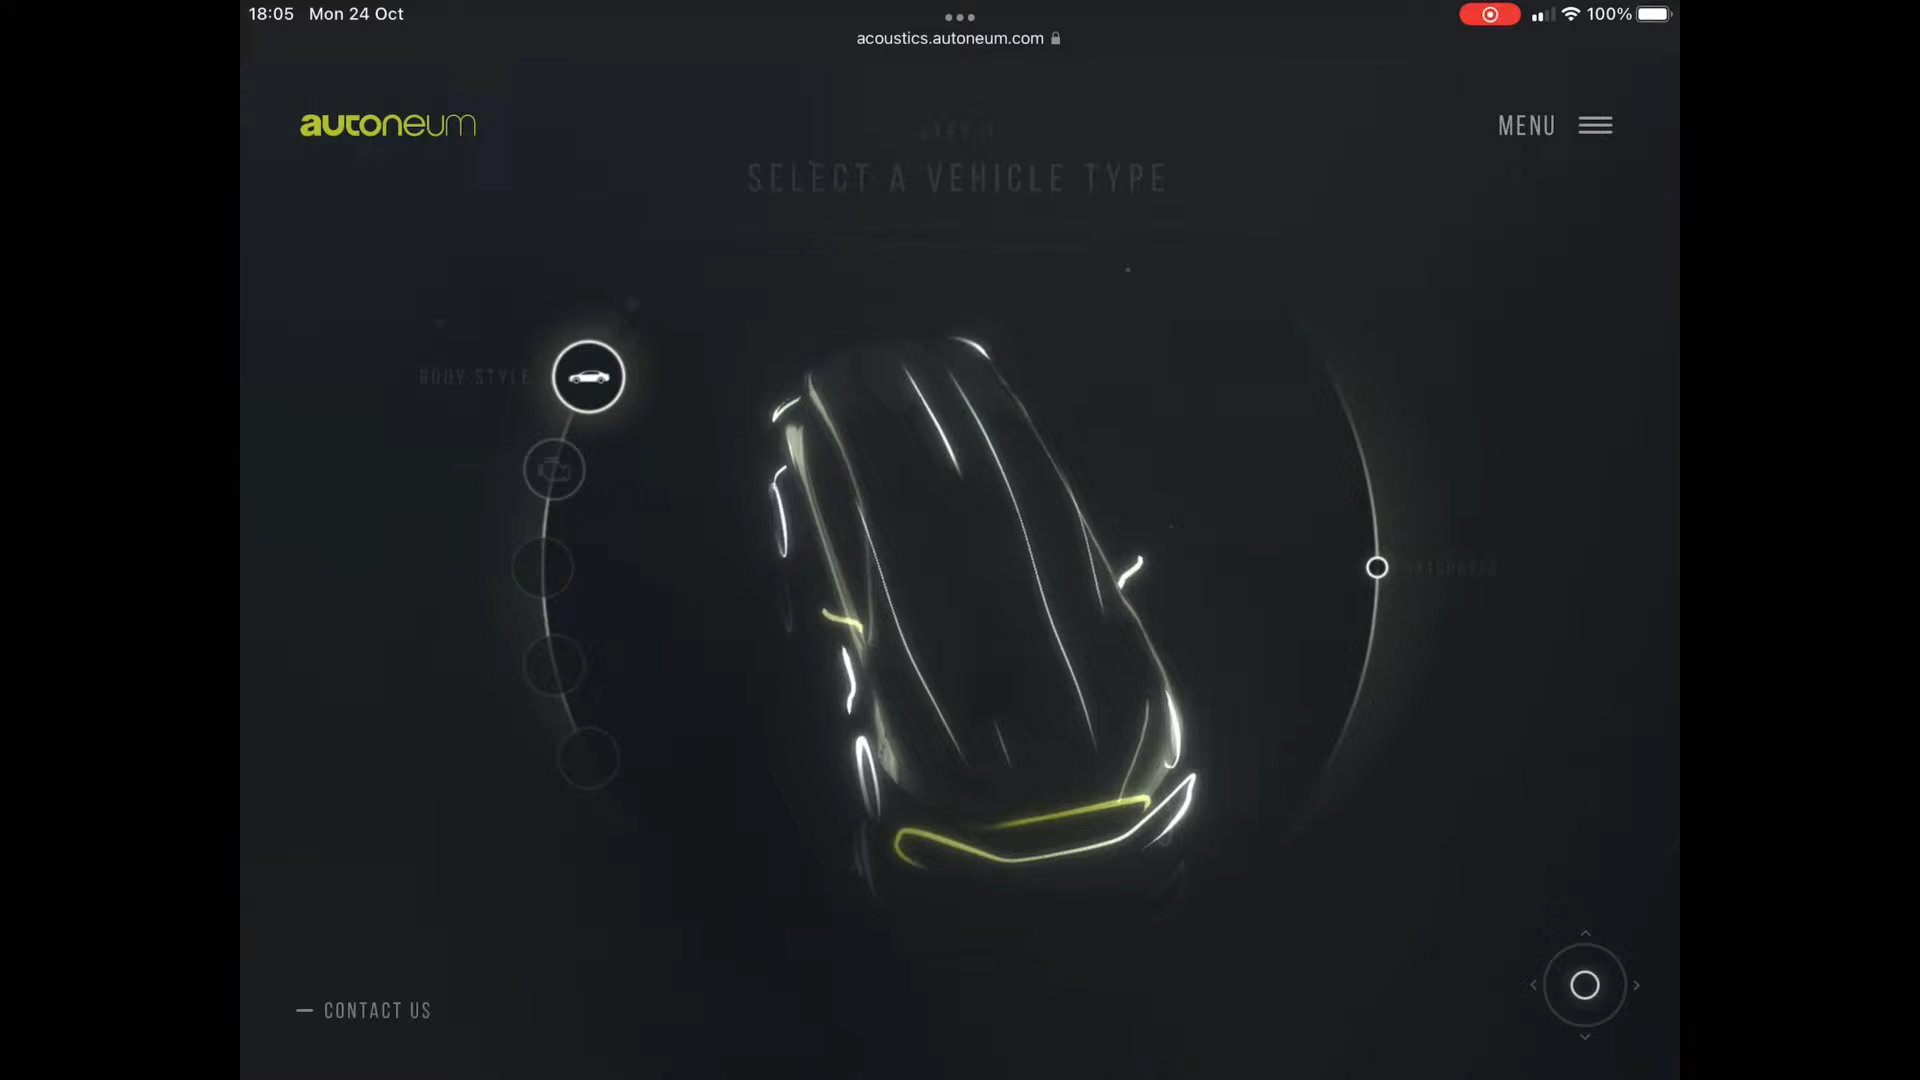 18:05 Mon 24 Oct
100%
acoustics.autoneum.com
autoneum
MENU
SELECT A VEHICLE TYPE
BODY STYLE
CONTACT US